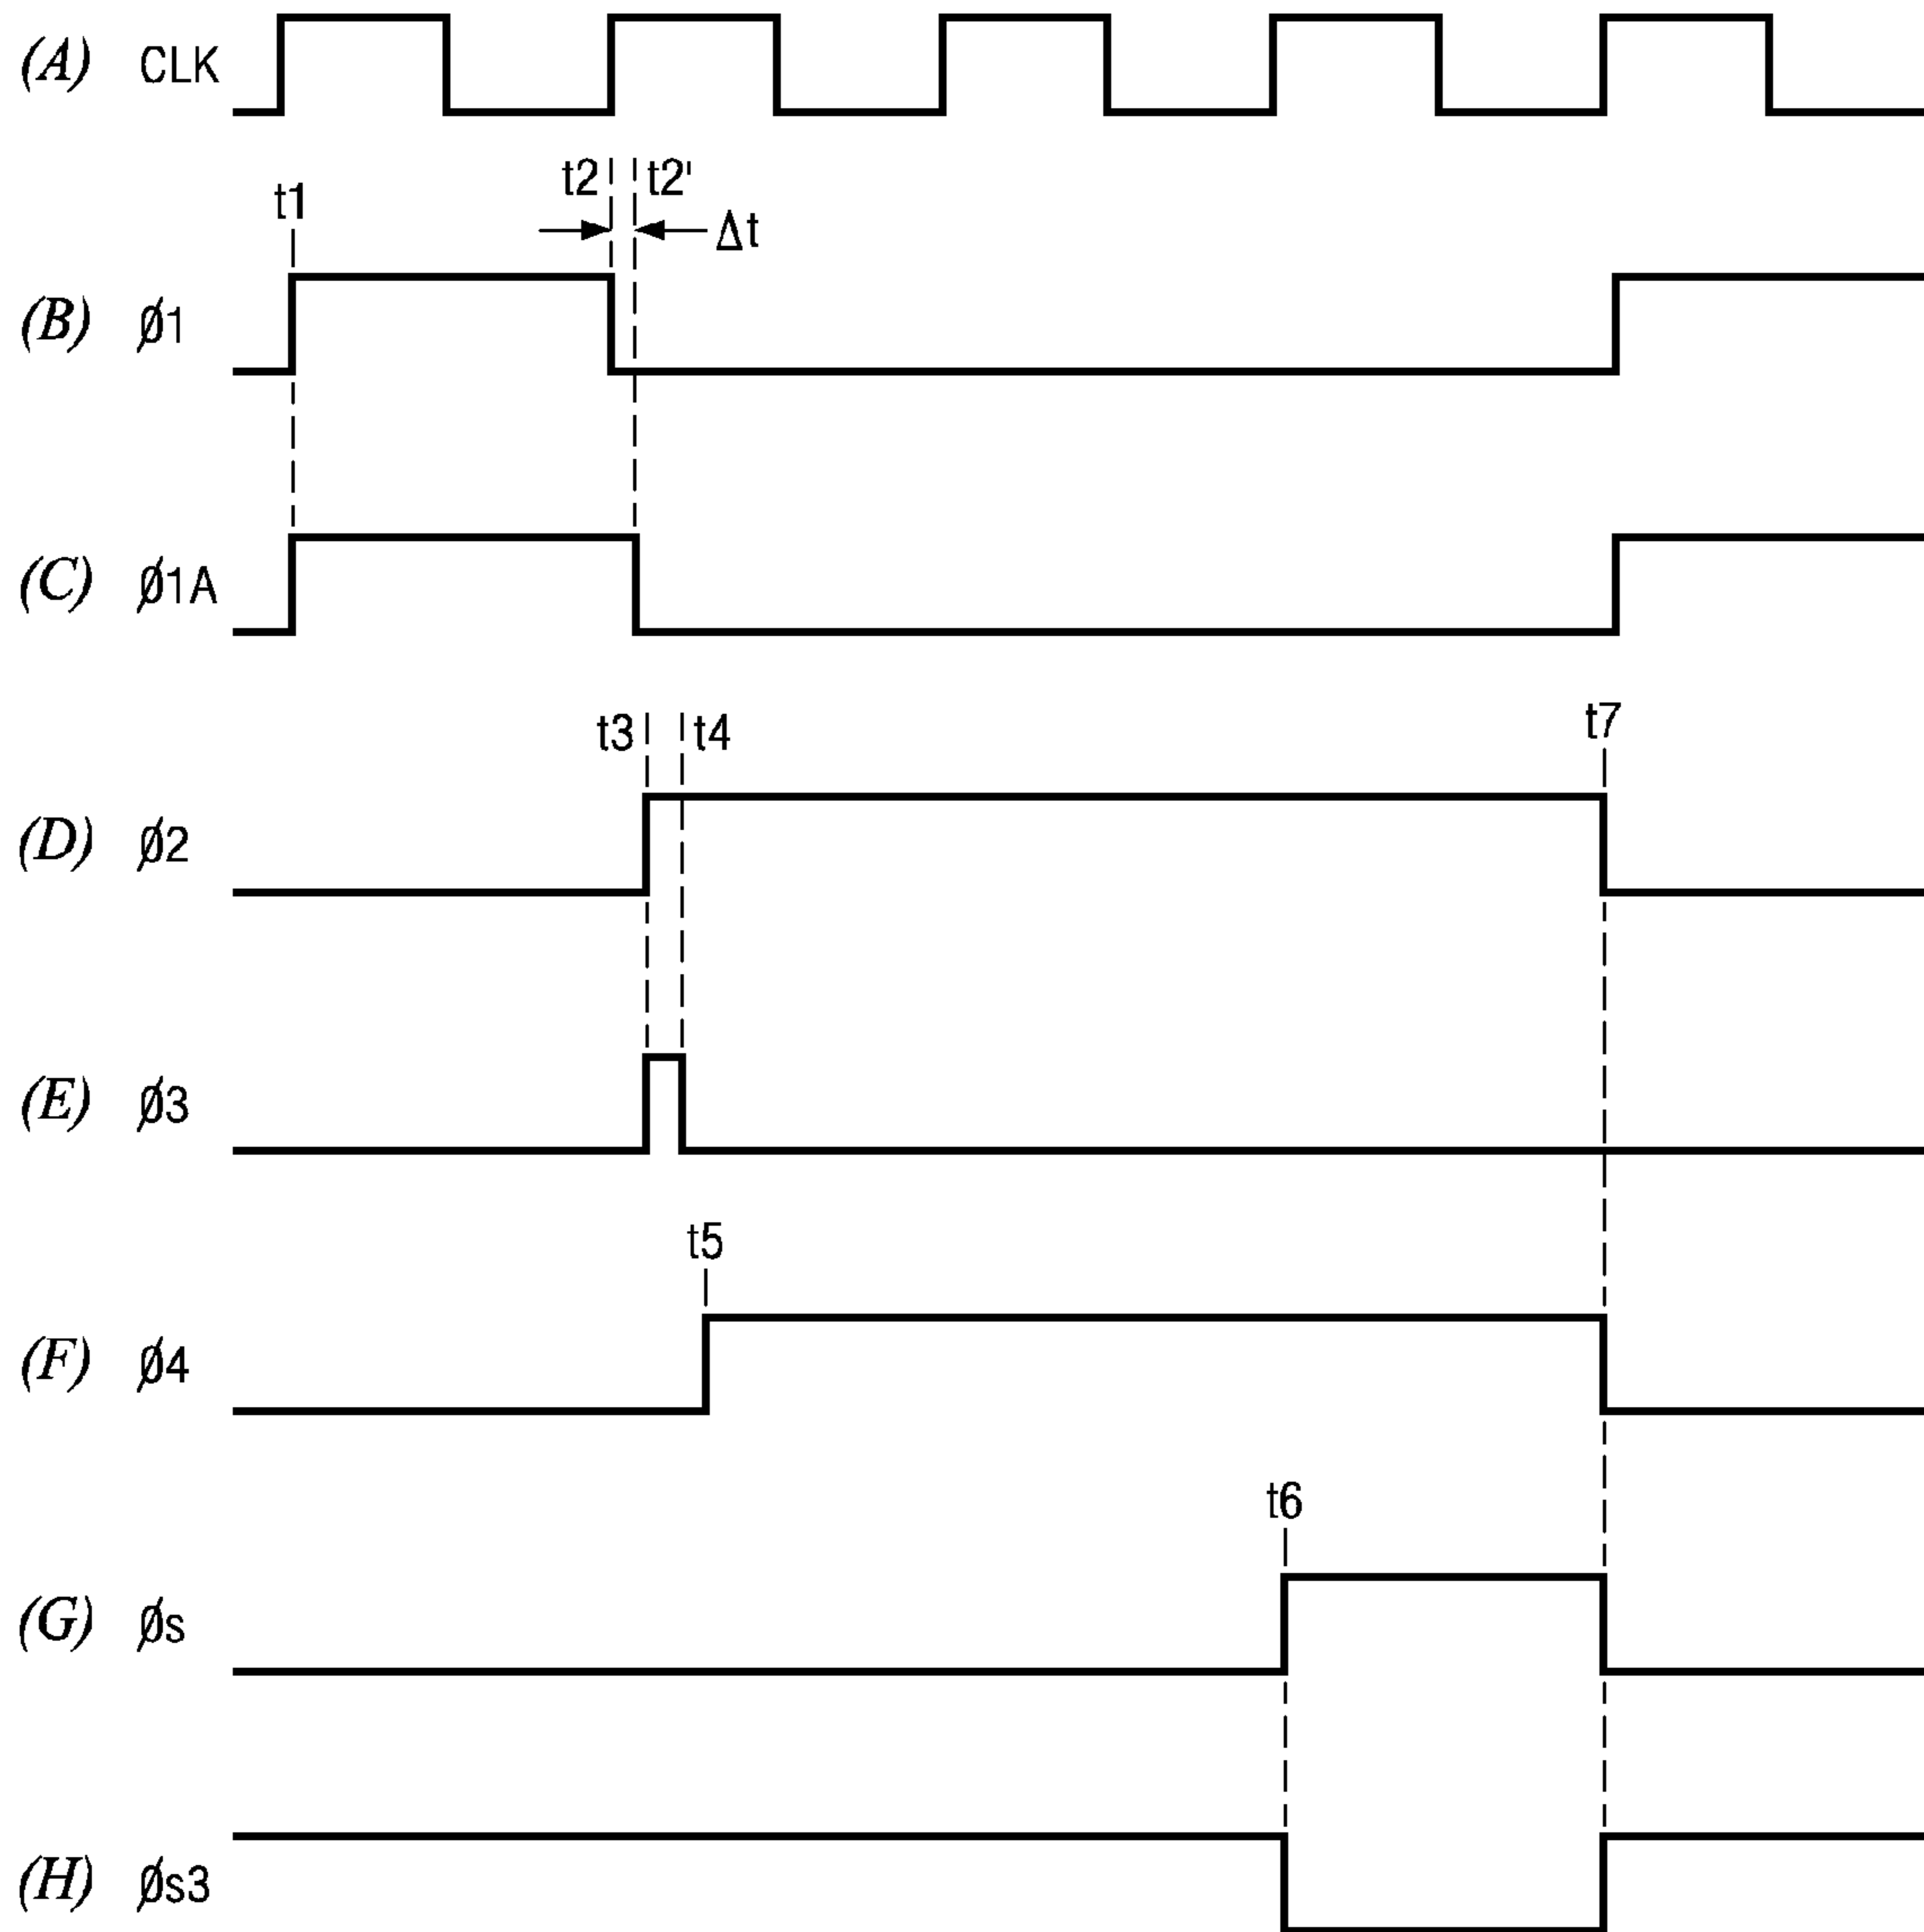 (A) CLK
t2 t2'
t1
Δt
(B) ø1
(C) ø1A
t3 t4
t7
(D) ø2
(E) ø3
t5
(F) ø4
t6
(G) øs
(H) øs3